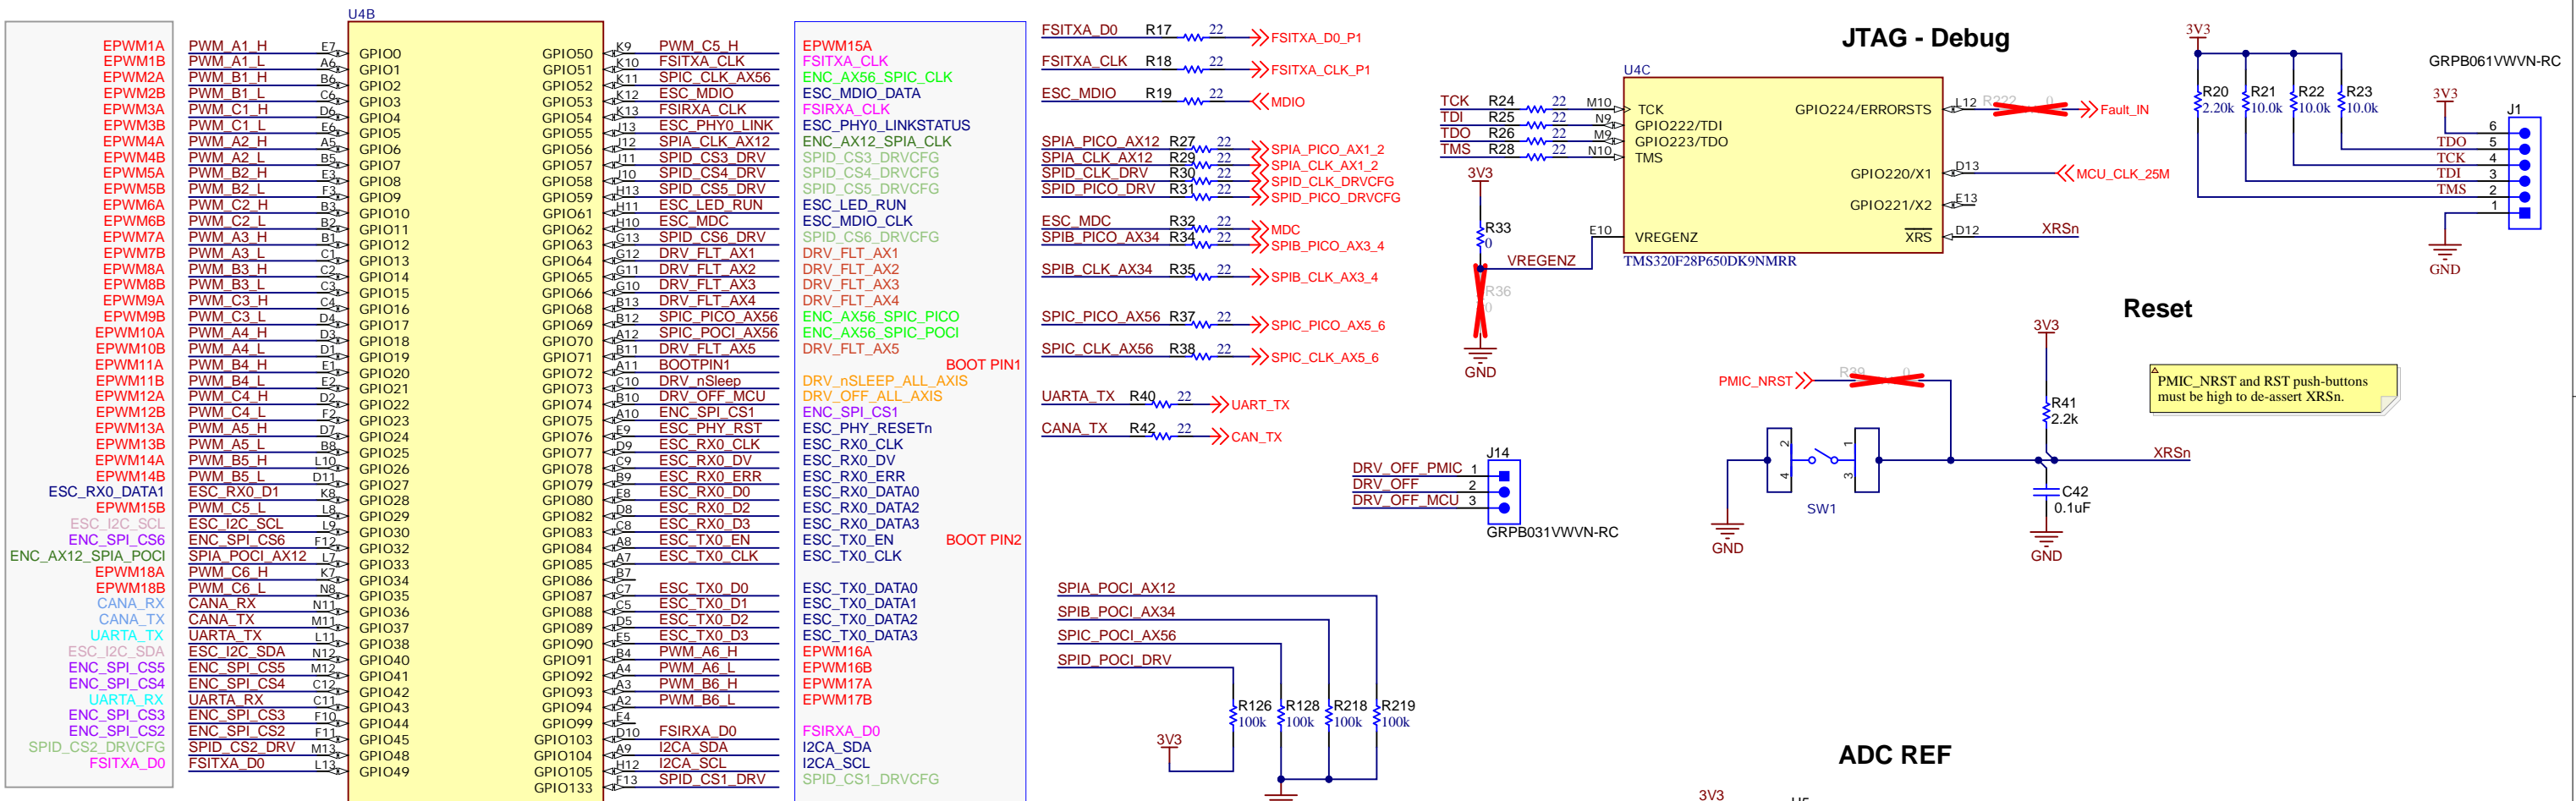 U4B
EPWM1A PWM_A1_H E7 GPIO0 GPIO50 K9 PWM_C5_H EPWM15A
EPWM1B PWM_A1_L A6 GPIO1 GPIO51 K10 FSITXA_CLK FSITXA_CLK
EPWM2A PWM_B1_H B6 GPIO2 GPIO52 K11 SPIC_CLK_AX56 ENC_AX56_SPIC_CLK
EPWM2B PWM_B1_L C6 GPIO3 GPIO53 K12 ESC_MDIO ESC_MDIO_DATA
EPWM3A PWM_C1_H D6 GPIO4 GPIO54 K13 FSIRXA_CLK FSIRXA_CLK
EPWM3B PWM_C1_L E6 GPIO5 GPIO55 J13 ESC_PHY0_LINK ESC_PHY0_LINKSTATUS
EPWM4A PWM_A2_H A5 GPIO6 GPIO56 J12 SPIA_CLK_AX12 ENC_AX12_SPIA_CLK
EPWM4B PWM_A2_L B5 GPIO7 GPIO57 J11 SPID_CS3_DRV SPID_CS3_DRVCFG
EPWM5A PWM_B2_H E3 GPIO8 GPIO58 J10 SPID_CS4_DRV SPID_CS4_DRVCFG
EPWM5B PWM_B2_L F3 GPIO9 GPIO59 H13 SPID_CS5_DRV SPID_CS5_DRVCFG
EPWM6A PWM_C2_H B3 GPIO10 GPIO61 H11 ESC_LED_RUN ESC_LED_RUN
EPWM6B PWM_C2_L B2 GPIO11 GPIO62 H10 ESC_MDC ESC_MDIO_CLK
EPWM7A PWM_A3_H B1 GPIO12 GPIO63 G13 SPID_CS6_DRV SPID_CS6_DRVCFG
EPWM7B PWM_A3_L C1 GPIO13 GPIO64 G12 DRV_FLT_AX1 DRV_FLT_AX1
EPWM8A PWM_B3_H C2 GPIO14 GPIO65 G11 DRV_FLT_AX2 DRV_FLT_AX2
EPWM8B PWM_B3_L C3 GPIO15 GPIO66 G10 DRV_FLT_AX3 DRV_FLT_AX3
EPWM9A PWM_C3_H C4 GPIO16 GPIO68 B13 DRV_FLT_AX4 DRV_FLT_AX4
EPWM9B PWM_C3_L D4 GPIO17 GPIO69 B12 SPIC_PICO_AX56 ENC_AX56_SPIC_PICO
EPWM10A PWM_A4_H D3 GPIO18 GPIO70 A12 SPIC_POCI_AX56 ENC_AX56_SPIC_POCI
EPWM10B PWM_A4_L D1 GPIO19 GPIO71 B11 DRV_FLT_AX5 DRV_FLT_AX5
EPWM11A PWM_B4_H E1 GPIO20 GPIO72 A11 BOOTPIN1 BOOT PIN1
EPWM11B PWM_B4_L E2 GPIO21 GPIO73 C10 DRV_nSleep DRV_nSLEEP_ALL_AXIS
EPWM12A PWM_C4_H D2 GPIO22 GPIO74 B10 DRV_OFF_MCU DRV_OFF_ALL_AXIS
EPWM12B PWM_C4_L F2 GPIO23 GPIO75 A10 ENC_SPI_CS1 ENC_SPI_CS1
EPWM13A PWM_A5_H D7 GPIO24 GPIO76 E9 ESC_PHY_RST ESC_PHY_RESETn
EPWM13B PWM_A5_L B8 GPIO25 GPIO77 D9 ESC_RX0_CLK ESC_RX0_CLK
EPWM14A PWM_B5_H L10 GPIO26 GPIO78 C9 ESC_RX0_DV ESC_RX0_DV
EPWM14B PWM_B5_L D11 GPIO27 GPIO79 B9 ESC_RX0_ERR ESC_RX0_ERR
ESC_RX0_DATA1 ESC_RX0_D1 K8 GPIO28 GPIO80 E8 ESC_RX0_D0 ESC_RX0_DATA0
EPWM15B PWM_C5_L L8 GPIO29 GPIO82 D8 ESC_RX0_D2 ESC_RX0_DATA2
ESC_I2C_SCL ESC_I2C_SCL L9 GPIO30 GPIO83 C8 ESC_RX0_D3 ESC_RX0_DATA3
ENC_SPI_CS6 ENC_SPI_CS6 F12 GPIO32 GPIO84 A8 ESC_TX0_EN ESC_TX0_EN BOOT PIN2
ENC_AX12_SPIA_POCI SPIA_POCI_AX12 L7 GPIO33 GPIO85 A7 ESC_TX0_CLK ESC_TX0_CLK
EPWM18A PWM_C6_H K7 GPIO34 GPIO86 B7
EPWM18B PWM_C6_L N8 GPIO35 GPIO87 C7 ESC_TX0_D0 ESC_TX0_DATA0
CANA_RX CANA_RX N11 GPIO36 GPIO88 C5 ESC_TX0_D1 ESC_TX0_DATA1
CANA_TX CANA_TX M11 GPIO37 GPIO89 D5 ESC_TX0_D2 ESC_TX0_DATA2
UARTA_TX UARTA_TX L11 GPIO38 GPIO90 E5 ESC_TX0_D3 ESC_TX0_DATA3
ESC_I2C_SDA ESC_I2C_SDA N12 GPIO40 GPIO91 B4 PWM_A6_H EPWM16A
ENC_SPI_CS5 ENC_SPI_CS5 M12 GPIO41 GPIO92 A4 PWM_A6_L EPWM16B
ENC_SPI_CS4 ENC_SPI_CS4 C12 GPIO42 GPIO93 A3 PWM_B6_H EPWM17A
UARTA_RX UARTA_RX C11 GPIO43 GPIO94 A2 PWM_B6_L EPWM17B
ENC_SPI_CS3 ENC_SPI_CS3 F10 GPIO44 GPIO99 E4
ENC_SPI_CS2 ENC_SPI_CS2 F11 GPIO45 GPIO103 D10 FSIRXA_D0 FSIRXA_D0
SPID_CS2_DRVCFG SPID_CS2_DRV M13 GPIO48 GPIO104 A9 I2CA_SDA I2CA_SDA
FSITXA_D0 FSITXA_D0 L13 GPIO49 GPIO105 H12 I2CA_SCL I2CA_SCL
GPIO133 F13 SPID_CS1_DRV SPID_CS1_DRVCFG
FSITXA_D0 R17 22 FSITXA_D0_P1
FSITXA_CLK R18 22 FSITXA_CLK_P1
ESC_MDIO R19 22 MDIO
SPIA_PICO_AX12 R27 22 SPIA_PICO_AX1_2
SPIA_CLK_AX12 R29 22 SPIA_CLK_AX1_2
SPID_CLK_DRV R30 22 SPID_CLK_DRVCFG
SPID_PICO_DRV R31 22 SPID_PICO_DRVCFG
ESC_MDC R32 22 MDC
SPIB_PICO_AX34 R34 22 SPIB_PICO_AX3_4
SPIB_CLK_AX34 R35 22 SPIB_CLK_AX3_4
SPIC_PICO_AX56 R37 22 SPIC_PICO_AX5_6
SPIC_CLK_AX56 R38 22 SPIC_CLK_AX5_6
UARTA_TX R40 22 UART_TX
CANA_TX R42 22 CAN_TX
J14
DRV_OFF_PMIC 1
DRV_OFF 2
DRV_OFF_MCU 3
GRPB031VWVN-RC
SPIA_POCI_AX12
SPIB_POCI_AX34
SPIC_POCI_AX56
SPID_POCI_DRV
R126 R128 R218 R219
100k 100k 100k 100k
3V3
JTAG - Debug
U4C
TCK R24 22 M10 TCK GPIO224/ERRORSTS L12 R222 0 Fault_IN
TDI R25 22 N9 GPIO222/TDI
TDO R26 22 M9 GPIO223/TDO
TMS R28 22 N10 TMS
GPIO220/X1 D13 MCU_CLK_25M
GPIO221/X2 E13
E10 VREGENZ XRS D12 XRSn
TMS320F28P650DK9NMRR
3V3
R33
0
VREGENZ
R36
0
GND
3V3
R20 R21 R22 R23
2.20k 10.0k 10.0k 10.0k
GRPB061VWVN-RC
3V3
J1
6
TDO 5
TCK 4
TDI 3
TMS 2
1
GND
Reset
3V3
PMIC_NRST R39 0
R41
2.2k
PMIC_NRST and RST push-buttons
must be high to de-assert XRSn.
2 1
4 3
SW1
XRSn
C42
0.1uF
GND
GND
ADC REF
3V3